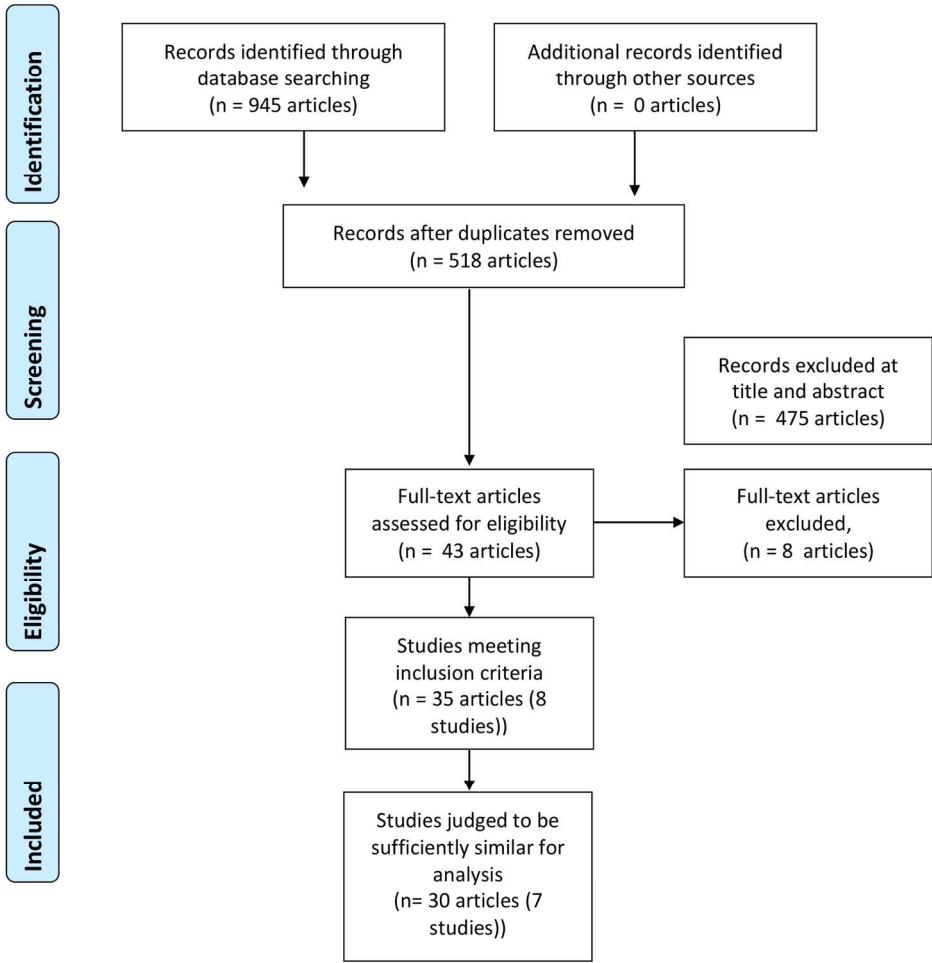 Identification
Records identified through
database searching
(n = 945 articles)
Additional records identified
through other sources
(n = 0 articles)
Screening
Records after duplicates removed
(n = 518 articles)
Records excluded at
title and abstract
(n = 475 articles)
Eligibility
Full-text articles
assessed for eligibility
(n = 43 articles)
Full-text articles
excluded,
(n = 8 articles)
Studies meeting
inclusion criteria
(n = 35 articles (8
studies))
Included
Studies judged to be
sufficiently similar for
analysis
(n= 30 articles (7
studies))